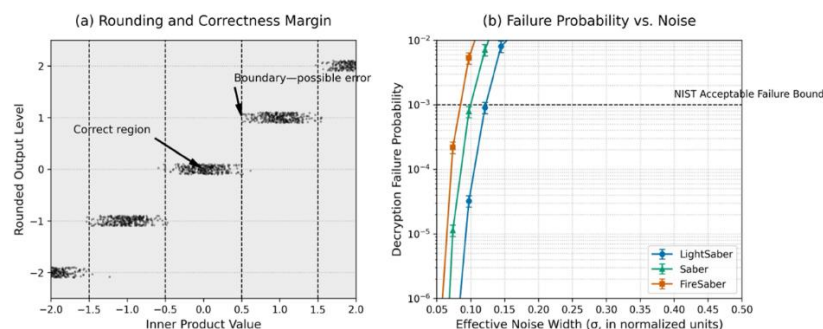 (a) Rounding and Correctness Margin
Rounded Output Level
2
1
0
−1
−2
Boundary—possible error
Correct region
−2.0 −1.5 −1.0 −0.5 0.0 0.5 1.0 1.5 2.0
Inner Product Value
(b) Failure Probability vs. Noise
Decryption Failure Probability
10⁻²
10⁻³
10⁻⁴
10⁻⁵
10⁻⁶
NIST Acceptable Failure Bound
LightSaber
Saber
FireSaber
0.05 0.10 0.15 0.20 0.25 0.30 0.35 0.40 0.45 0.50
Effective Noise Width (σ, in normalized units)